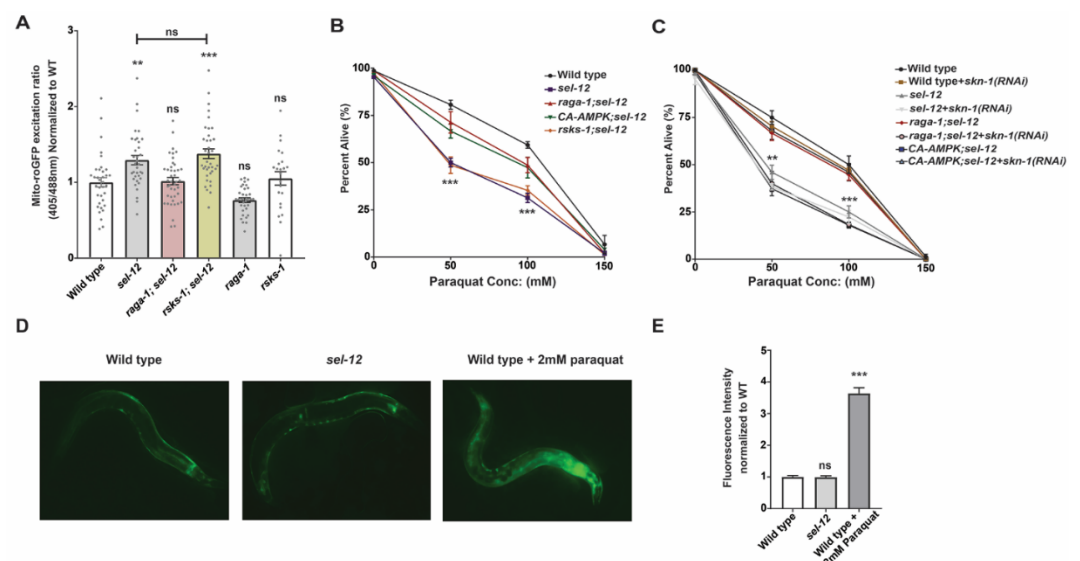 A
Mito-roGFP excitation ratio
(405/488nm) Normalized to WT
3
2
1
0
ns
**
ns
***
ns
ns
Wild type
sel-12
raga-1; sel-12
rsks-1; sel-12
raga-1
rsks-1
B
Percent Alive (%)
100
75
50
25
0
0
50
100
150
Paraquat Conc: (mM)
***
***
Wild type
sel-12
raga-1;sel-12
CA-AMPK;sel-12
rsks-1;sel-12
C
Percent Alive (%)
100
75
50
25
0
0
50
100
150
Paraquat Conc: (mM)
**
***
Wild type
Wild type+skn-1(RNAi)
sel-12
sel-12+skn-1(RNAi)
raga-1;sel-12
raga-1;sel-12+skn-1(RNAi)
CA-AMPK;sel-12
CA-AMPK;sel-12+skn-1(RNAi)
D
Wild type
sel-12
Wild type + 2mM paraquat
E
Fluorescence Intensity
normalized to WT
5
4
3
2
1
0
ns
***
Wild type
sel-12
Wild type +
2mM Paraquat